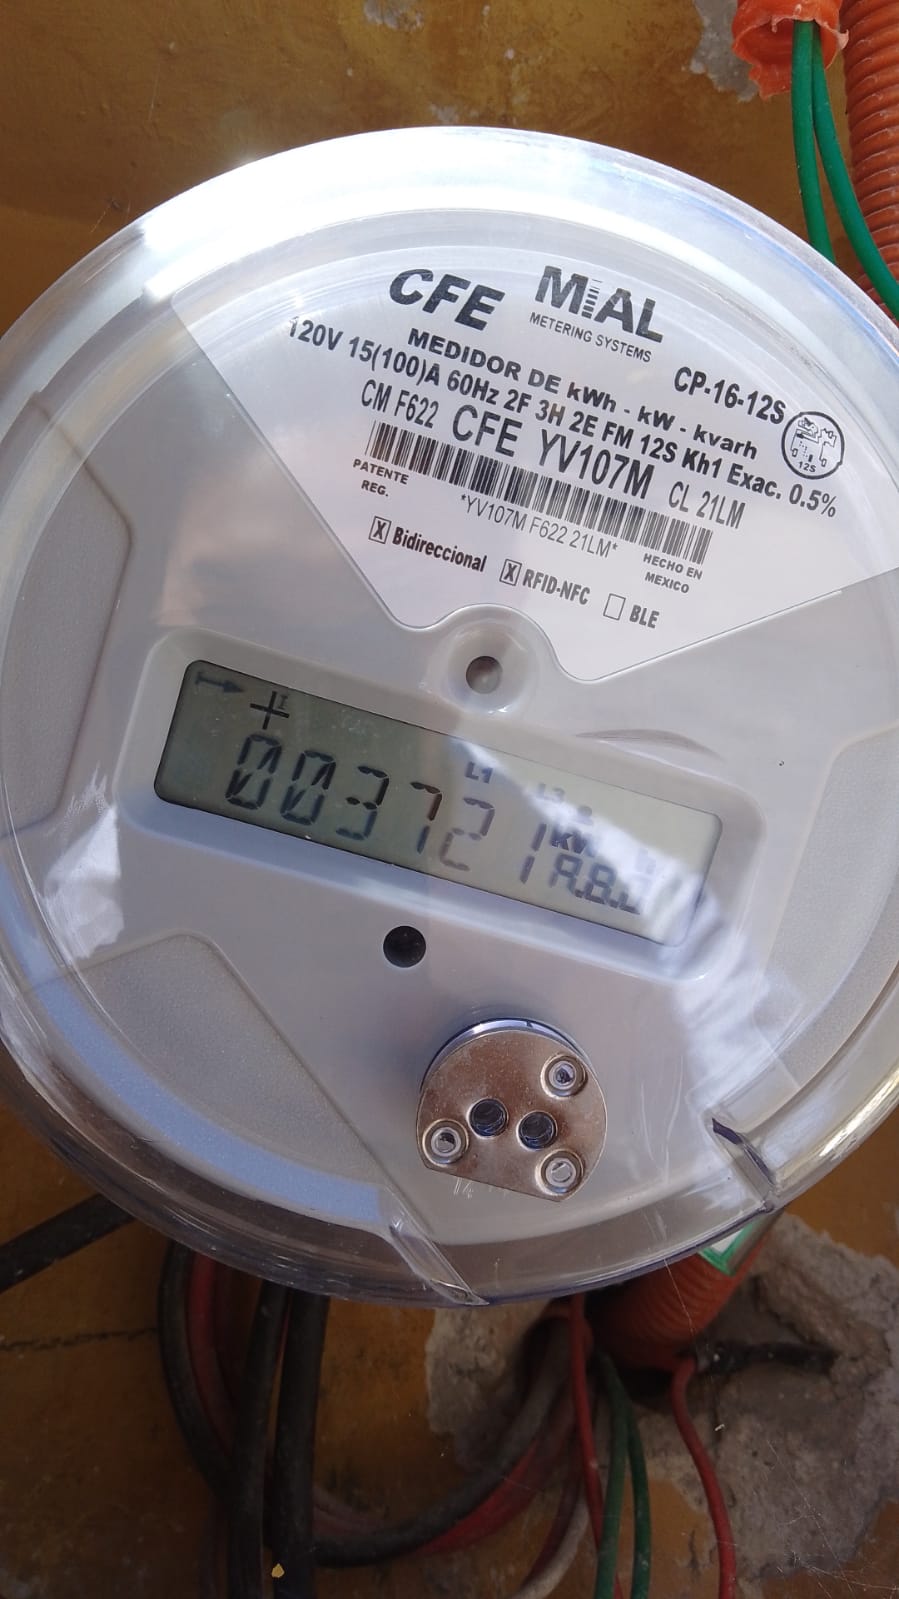 CFE MIAL
METERING SYSTEMS
MEDIDOR DE kWh - kW - kvarh
CP-16-12S
120V 15(100)A 60Hz 2F 3H 2E FM 12S Kh1 Exac. 0.5%
12S
CM F622 CFE YV107M CL 21LM
PATENTE
REG.
*YV107M F622 21LM*
HECHO EN
MEXICO
X Bidireccional X RFID-NFC BLE
+
L1 L3
003721